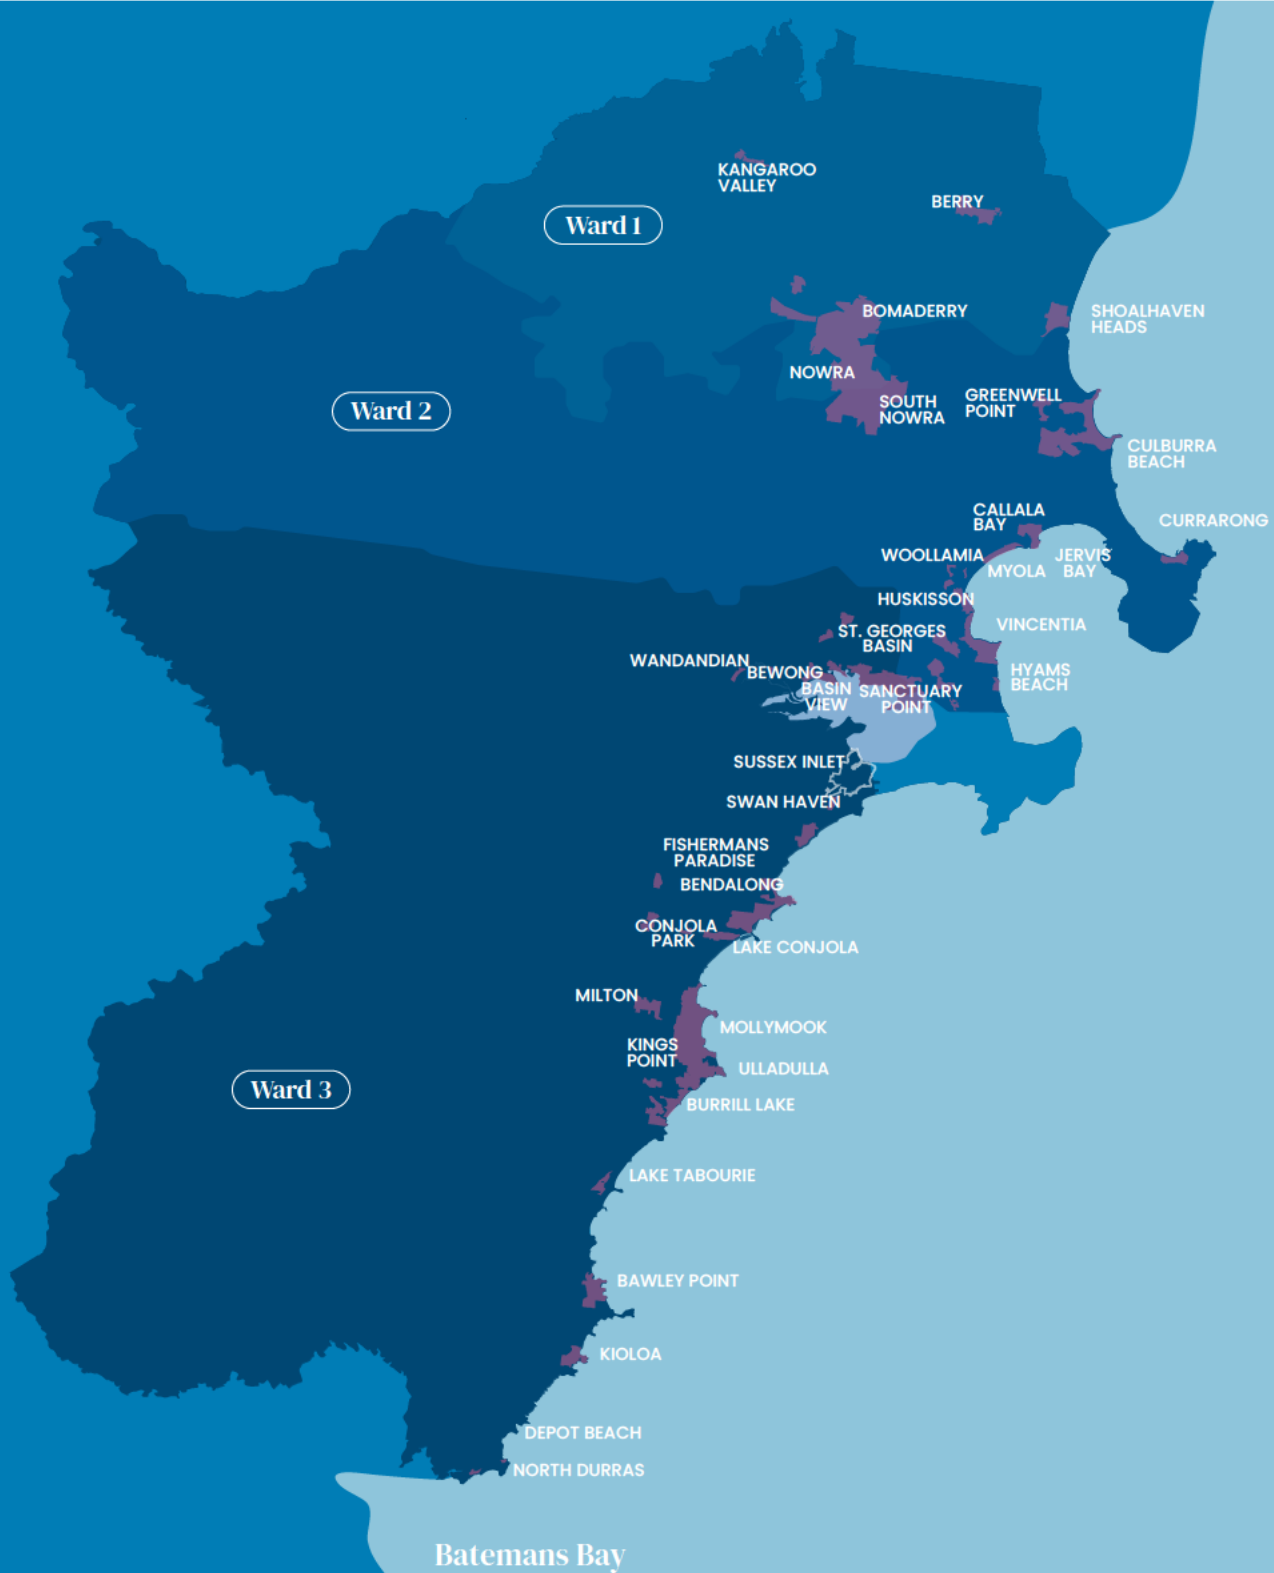 KANGAROO
VALLEY
BERRY
Ward 1
BOMADERRY
SHOALHAVEN
HEADS
NOWRA
Ward 2
SOUTH
NOWRA
GREENWELL
POINT
CULBURRA
BEACH
CALLALA
BAY
CURRARONG
WOOLLAMIA
JERVIS
BAY
MYOLA
HUSKISSON
VINCENTIA
ST. GEORGES
BASIN
WANDANDIAN
BEWONG
HYAMS
BEACH
BASIN
VIEW
SANCTUARY
POINT
SUSSEX INLET
SWAN HAVEN
FISHERMANS
PARADISE
BENDALONG
CONJOLA
PARK
LAKE CONJOLA
MILTON
MOLLYMOOK
KINGS
POINT
ULLADULLA
Ward 3
BURRILL LAKE
LAKE TABOURIE
BAWLEY POINT
KIOLOA
DEPOT BEACH
NORTH DURRAS
Batemans Bay